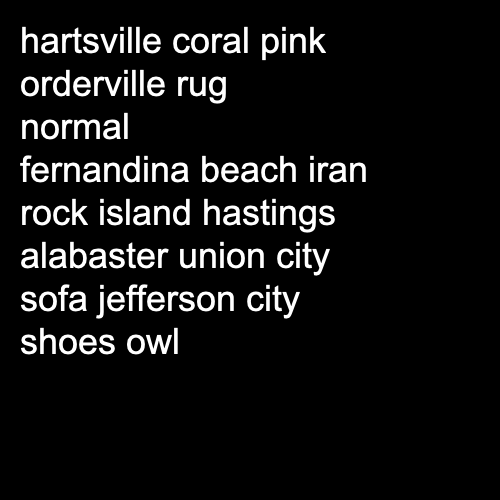 hartsville coral pink
orderville rug
normal
fernandina beach iran
rock island hastings
alabaster union city
sofa jefferson city
shoes owl